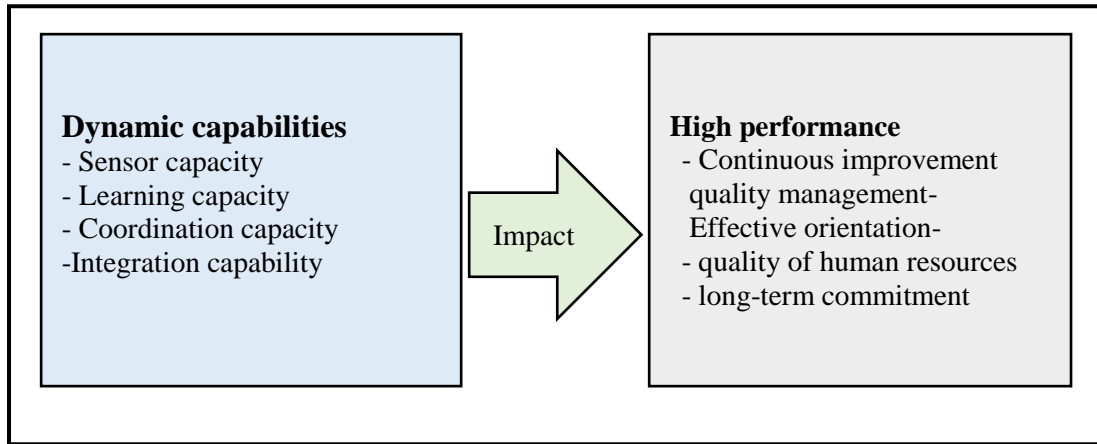 Dynamic capabilities
- Sensor capacity
- Learning capacity
- Coordination capacity
-Integration capability
Impact
High performance
- Continuous improvement
quality management-
Effective orientation-
- quality of human resources
- long-term commitment